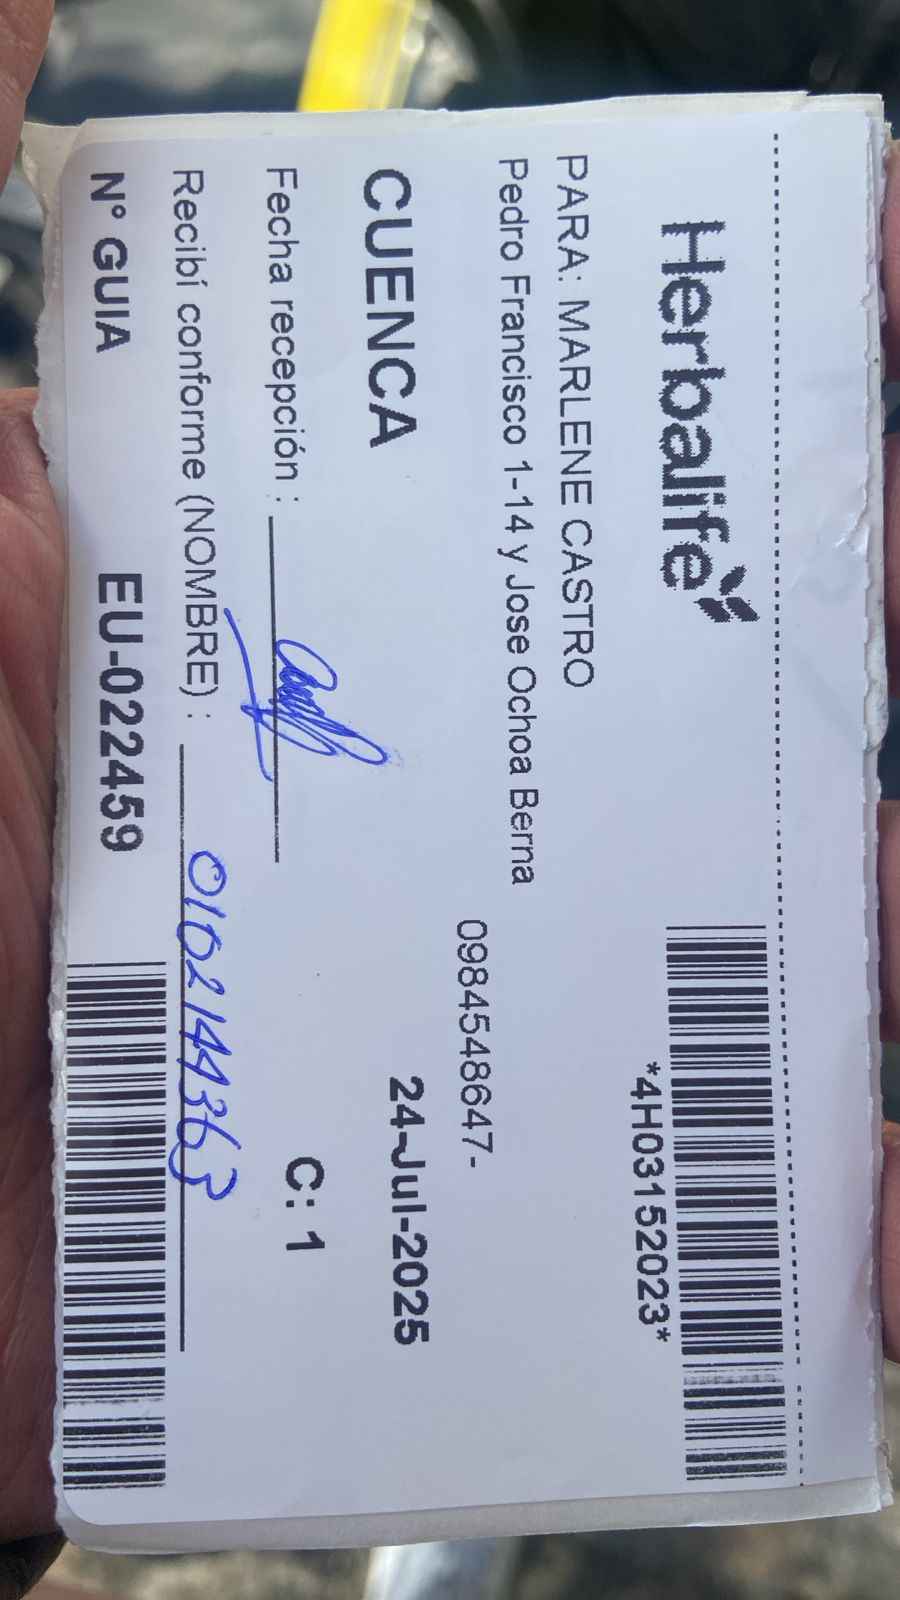 Herbalife
*4H03152023*
PARA: MARLENE CASTRO
Pedro Francisco 1-14 y Jose Ochoa Berna
0984548647-
CUENCA
24-Jul-2025
Fecha recepción :
C: 1
Recibí conforme (NOMBRE) : 0102144363
N° GUIA EU-022459